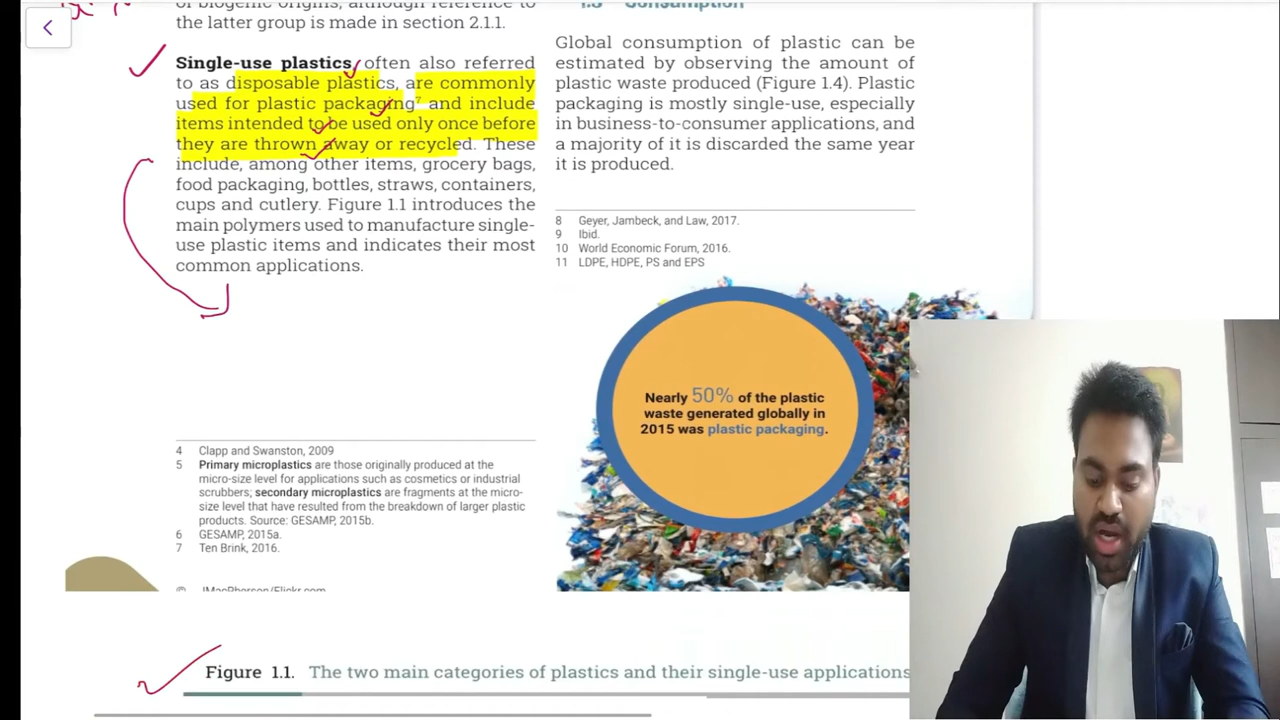 of biogenic origins, although reference to
the latter group is made in section 2.1.1.
Single-use plastics, often also referred
to as disposable plastics, are commonly
used for plastic packaging7 and include
items intended to be used only once before
they are thrown away or recycled. These
include, among other items, grocery bags,
food packaging, bottles, straws, containers,
cups and cutlery. Figure 1.1 introduces the
main polymers used to manufacture single-
use plastic items and indicates their most
common applications.
4 Clapp and Swanston, 2009
5 Primary microplastics are those originally produced at the
micro-size level for applications such as cosmetics or industrial
scrubbers; secondary microplastics are fragments at the micro-
size level that have resulted from the breakdown of larger plastic
products. Source: GESAMP, 2015b.
6 GESAMP, 2015a.
7 Ten Brink, 2016.
© JMacPherson/Flickr.com
1.3 Consumption
Global consumption of plastic can be
estimated by observing the amount of
plastic waste produced (Figure 1.4). Plastic
packaging is mostly single-use, especially
in business-to-consumer applications, and
a majority of it is discarded the same year
it is produced.
8 Geyer, Jambeck, and Law, 2017.
9 Ibid.
10 World Economic Forum, 2016.
11 LDPE, HDPE, PS and EPS
Nearly 50% of the plastic
waste generated globally in
2015 was plastic packaging.
Figure 1.1. The two main categories of plastics and their single-use applications